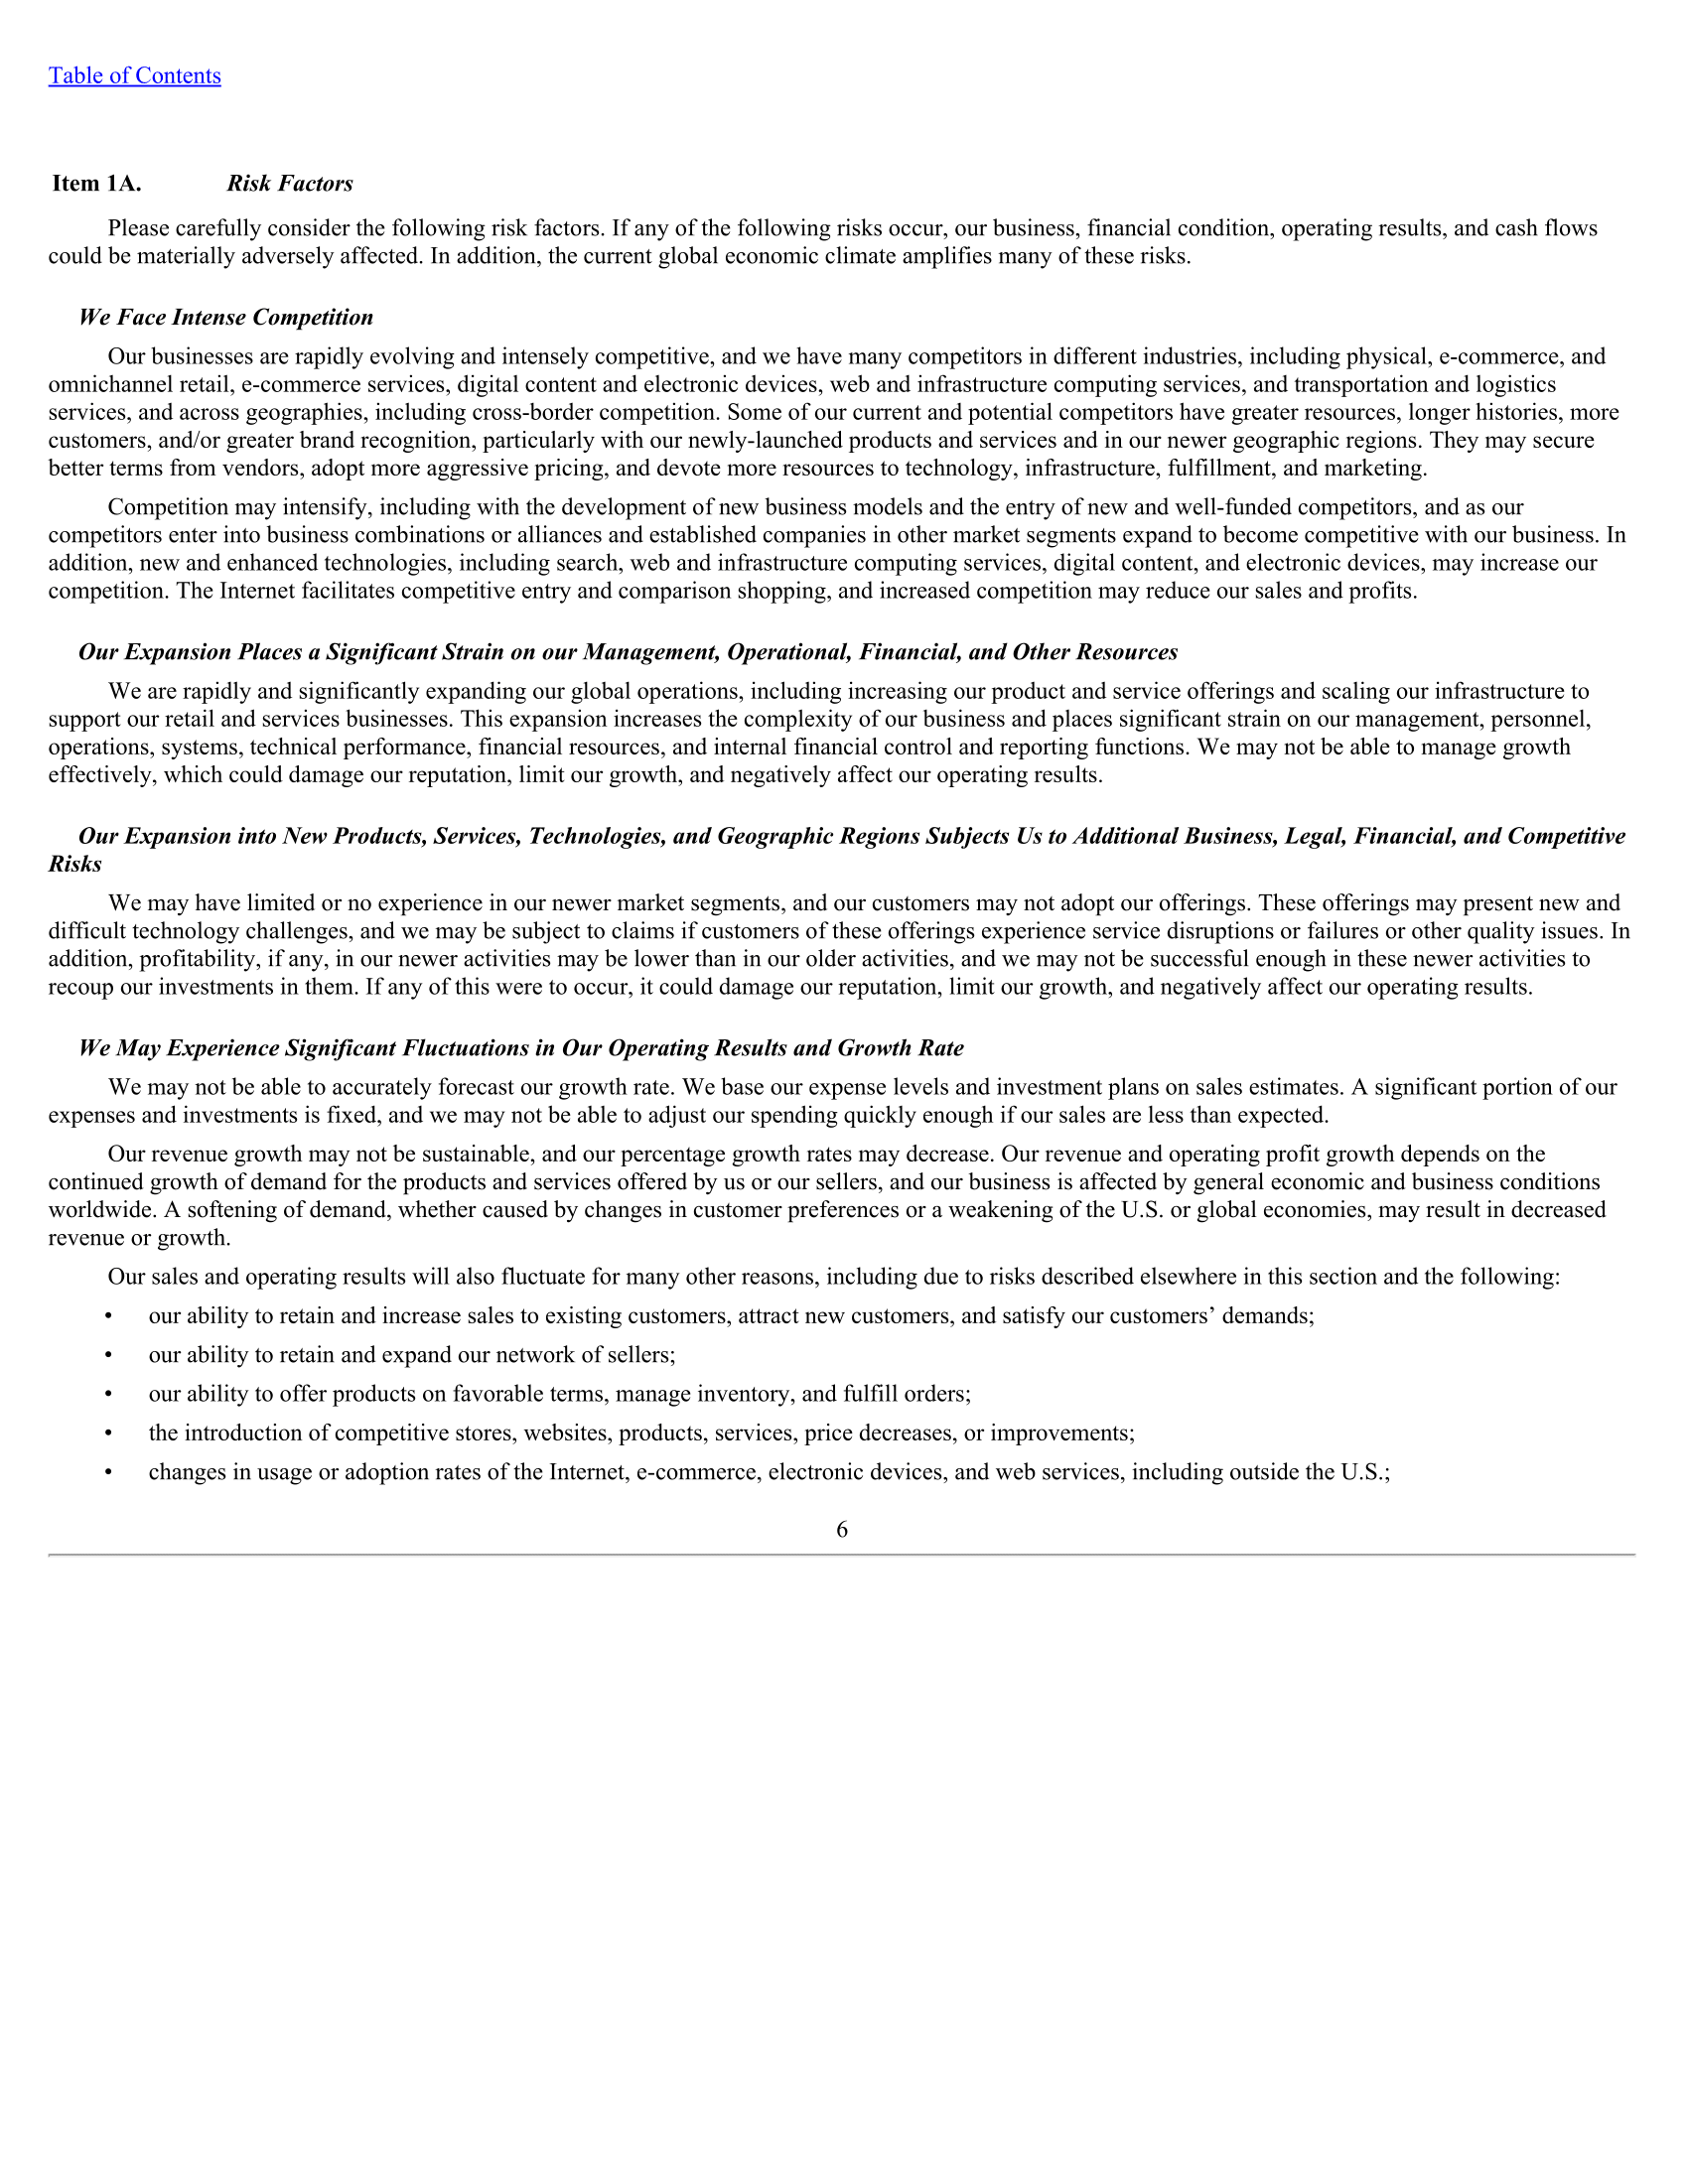 Table of Contents
Item 1A. Risk Factors
Please carefully consider the following risk factors. If any of the following risks occur, our business, financial condition, operating results, and cash flows
could be materially adversely affected. In addition, the current global economic climate amplifies many of these risks.
We Face Intense Competition
Our businesses are rapidly evolving and intensely competitive, and we have many competitors in different industries, including physical, e-commerce, and
omnichannel retail, e-commerce services, digital content and electronic devices, web and infrastructure computing services, and transportation and logistics
services, and across geographies, including cross-border competition. Some of our current and potential competitors have greater resources, longer histories, more
customers, and/or greater brand recognition, particularly with our newly-launched products and services and in our newer geographic regions. They may secure
better terms from vendors, adopt more aggressive pricing, and devote more resources to technology, infrastructure, fulfillment, and marketing.
Competition may intensify, including with the development of new business models and the entry of new and well-funded competitors, and as our
competitors enter into business combinations or alliances and established companies in other market segments expand to become competitive with our business. In
addition, new and enhanced technologies, including search, web and infrastructure computing services, digital content, and electronic devices, may increase our
competition. The Internet facilitates competitive entry and comparison shopping, and increased competition may reduce our sales and profits.
Our Expansion Places a Significant Strain on our Management, Operational, Financial, and Other Resources
We are rapidly and significantly expanding our global operations, including increasing our product and service offerings and scaling our infrastructure to
support our retail and services businesses. This expansion increases the complexity of our business and places significant strain on our management, personnel,
operations, systems, technical performance, financial resources, and internal financial control and reporting functions. We may not be able to manage growth
effectively, which could damage our reputation, limit our growth, and negatively affect our operating results.
Our Expansion into New Products, Services, Technologies, and Geographic Regions Subjects Us to Additional Business, Legal, Financial, and Competitive
Risks
We may have limited or no experience in our newer market segments, and our customers may not adopt our offerings. These offerings may present new and
difficult technology challenges, and we may be subject to claims if customers of these offerings experience service disruptions or failures or other quality issues. In
addition, profitability, if any, in our newer activities may be lower than in our older activities, and we may not be successful enough in these newer activities to
recoup our investments in them. If any of this were to occur, it could damage our reputation, limit our growth, and negatively affect our operating results.
We May Experience Significant Fluctuations in Our Operating Results and Growth Rate
We may not be able to accurately forecast our growth rate. We base our expense levels and investment plans on sales estimates. A significant portion of our
expenses and investments is fixed, and we may not be able to adjust our spending quickly enough if our sales are less than expected.
Our revenue growth may not be sustainable, and our percentage growth rates may decrease. Our revenue and operating profit growth depends on the
continued growth of demand for the products and services offered by us or our sellers, and our business is affected by general economic and business conditions
worldwide. A softening of demand, whether caused by changes in customer preferences or a weakening of the U.S. or global economies, may result in decreased
revenue or growth.
Our sales and operating results will also fluctuate for many other reasons, including due to risks described elsewhere in this section and the following:
• our ability to retain and increase sales to existing customers, attract new customers, and satisfy our customers’ demands;
• our ability to retain and expand our network of sellers;
• our ability to offer products on favorable terms, manage inventory, and fulfill orders;
• the introduction of competitive stores, websites, products, services, price decreases, or improvements;
• changes in usage or adoption rates of the Internet, e-commerce, electronic devices, and web services, including outside the U.S.;
6